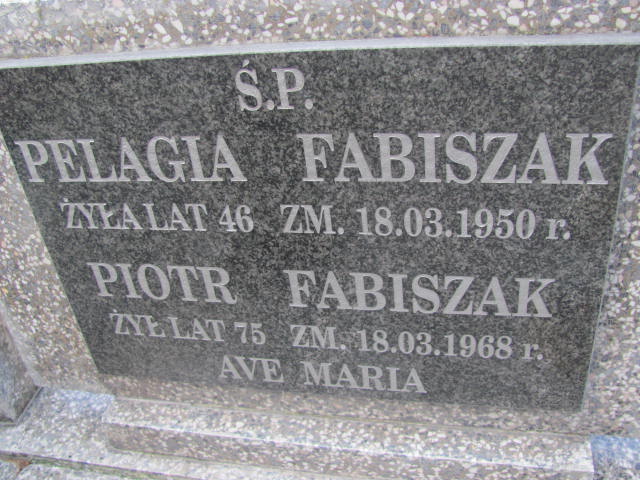 Ś.P.
PELAGIA FABISZAK
ŻYŁA LAT 46 ZM. 18.03.1950 r.
PIOTR FABISZAK
ŻYŁ LAT 75 ZM. 18.03.1968 r.
AVE MARIA